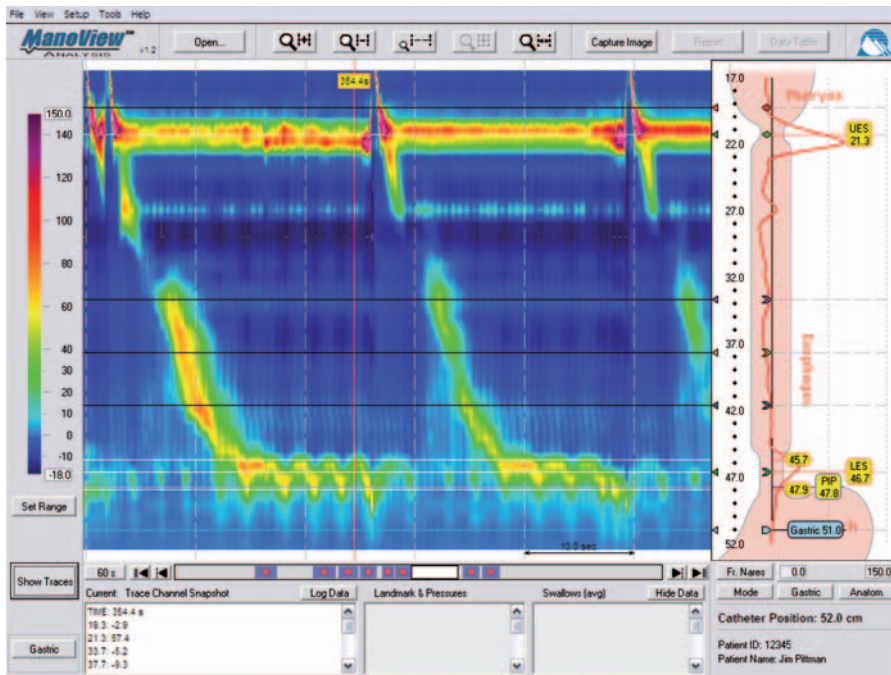 File View Setup Tools Help
ManoView™
ANALYSIS v1.2
Open...
Capture Image
Report
Data Table
354.4s
150.0
140
120
100
80
60
40
30
20
10
0
-10
-18.0
Set Range
Show Traces
Gastric
17.0
22.0
27.0
32.0
37.0
42.0
47.0
52.0
Pharynx
UES
21.3
Esophagus
45.7
LES
46.7
PIP
47.8
47.9
Gastric 51.0
10.0 sec
60 s
Fr. Nares 0.0 150.0
Mode Gastric Anatom.
Current Trace Channel Snapshot Log Data Landmark & Pressures Swallows (avg) Hide Data
TIME: 354.4 s
19.3: -2.9
21.3: 57.4
33.7: -5.2
37.7: -9.3
Catheter Position: 52.0 cm
Patient ID: 12345
Patient Name: Jim Pittman